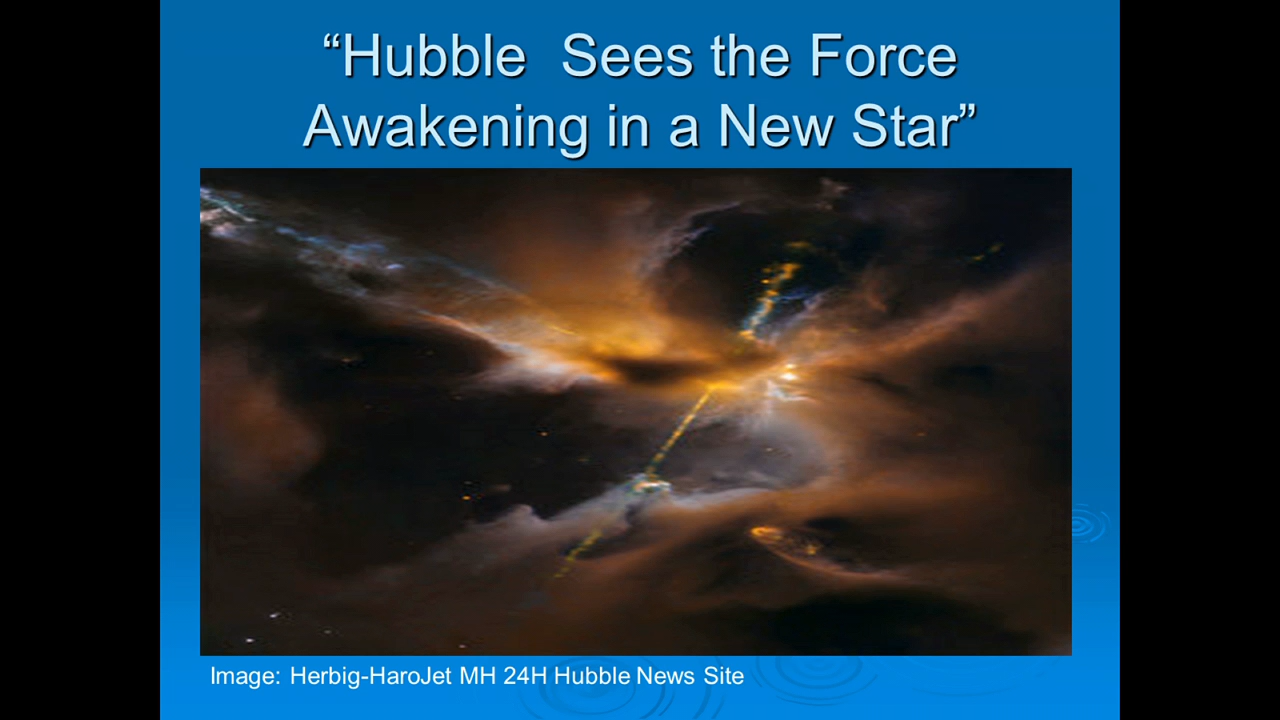 “Hubble  Sees the Force
Awakening in a New Star”
Image: Herbig-HaroJet MH 24H Hubble News Site